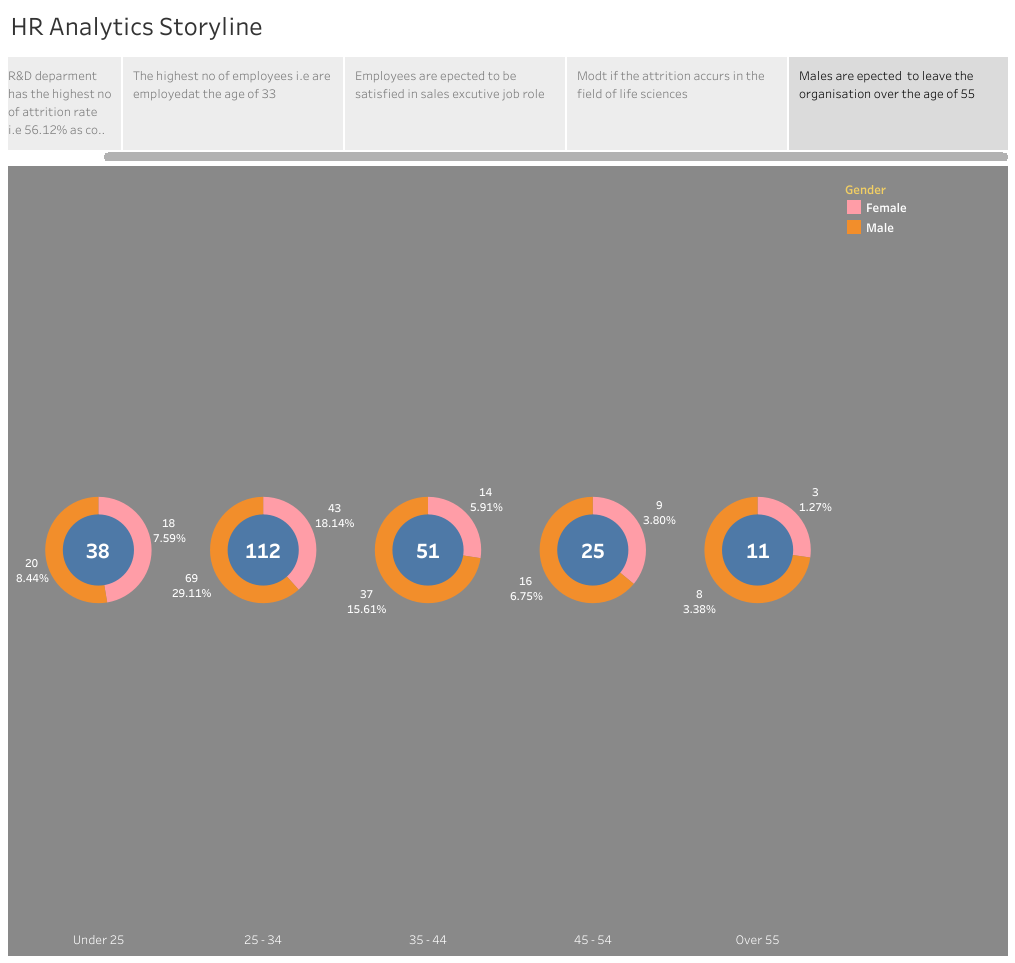 HR Analytics Storyline
R&D deparment
has the highest no
of attrition rate
i.e 56.12% as co..
The highest no of employees i.e are
employedat the age of 33
Employees are epected to be
satisfied in sales excutive job role
Modt if the attrition accurs in the
field of life sciences
Males are epected  to leave the
organisation over the age of 55
Gender
Female
Male
38
18
7.59%
20
8.44%
112
43
18.14%
69
29.11%
51
14
5.91%
37
15.61%
25
9
3.80%
16
6.75%
11
3
1.27%
8
3.38%
Under 25
25 - 34
35 - 44
45 - 54
Over 55